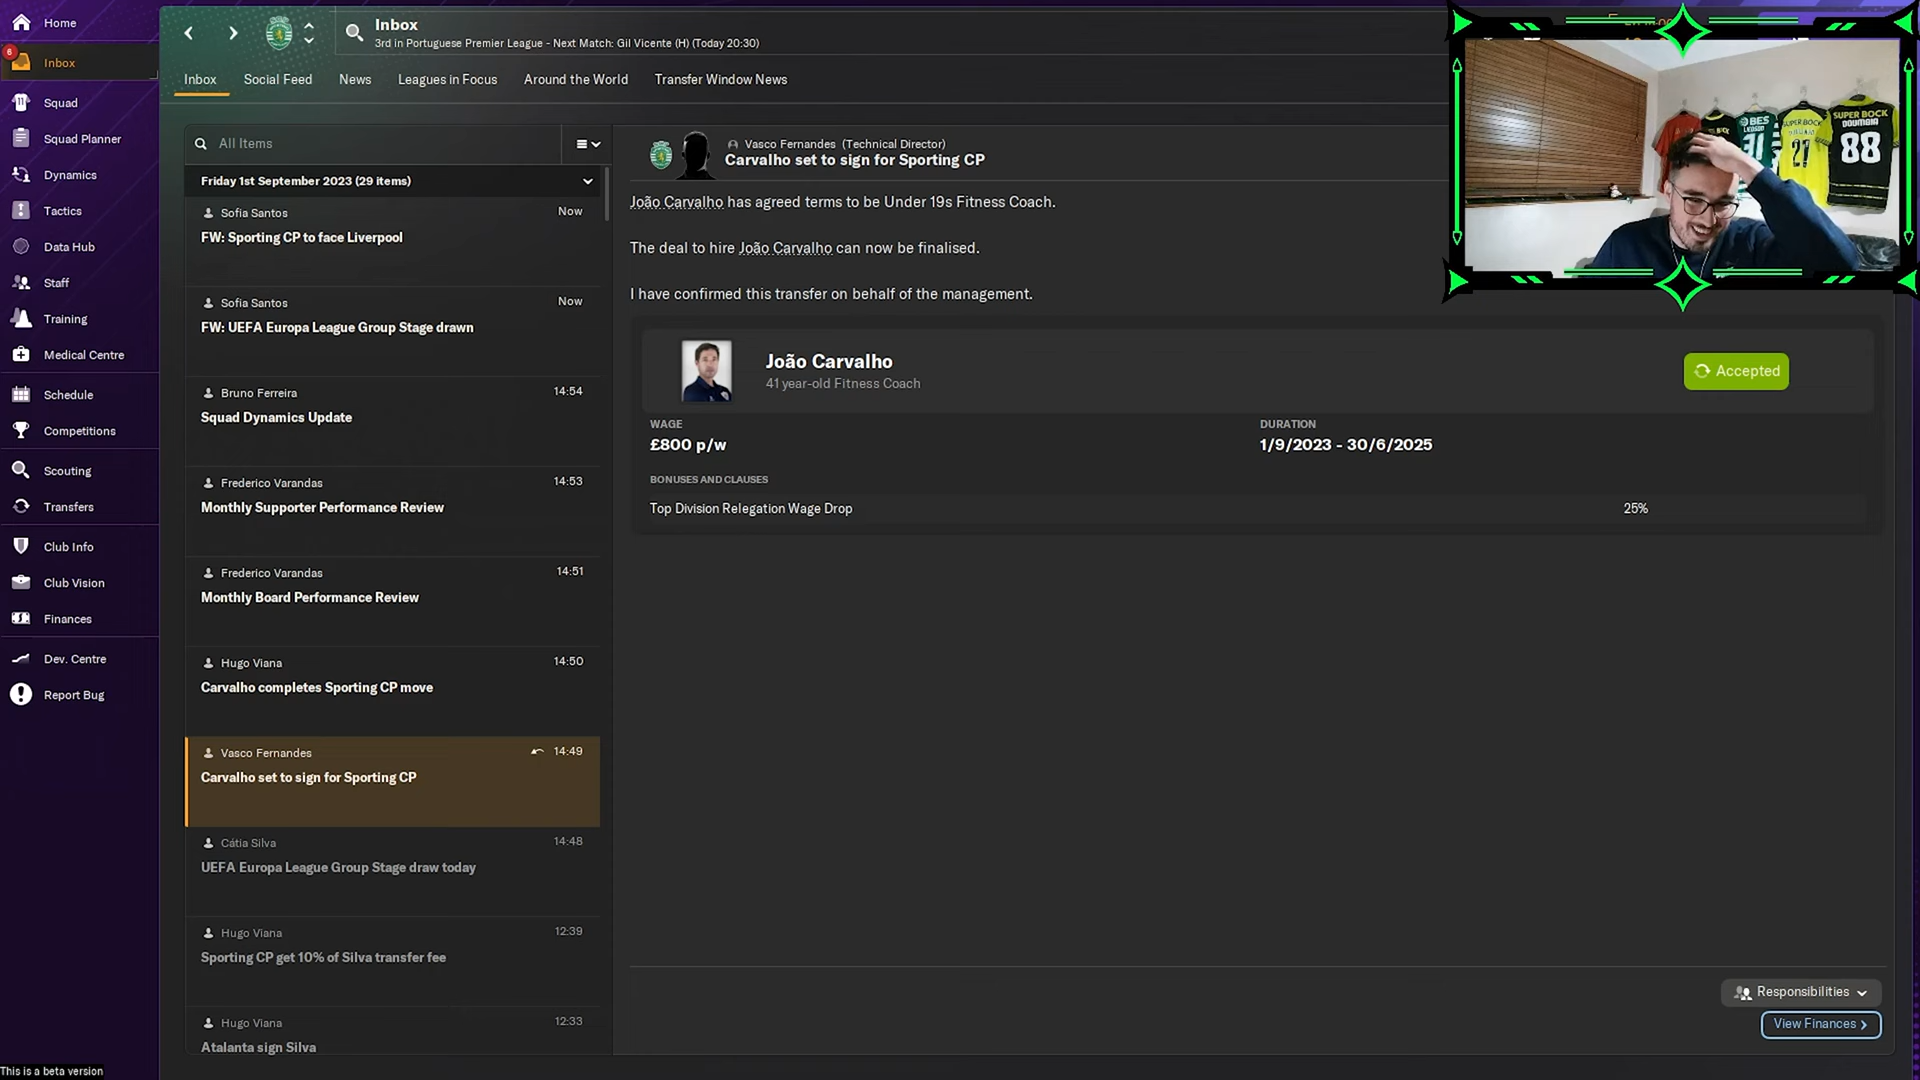 Home
6
Inbox
Squad
Squad Planner
Dynamics
Tactics
Data Hub
Staff
Training
Medical Centre
Schedule
Competitions
Scouting
Transfers
Club Info
Club Vision
Finances
Dev. Centre
Report Bug
This is a beta version
Inbox
3rd in Portuguese Premier League - Next Match: Gil Vicente (H) (Today 20:30)
Inbox Social Feed News Leagues in Focus Around the World Transfer Window News
All Items
Friday 1st September 2023 (29 items)
Sofia Santos Now
FW: Sporting CP to face Liverpool
Sofia Santos Now
FW: UEFA Europa League Group Stage drawn
Bruno Ferreira 14:54
Squad Dynamics Update
Frederico Varandas 14:53
Monthly Supporter Performance Review
Frederico Varandas 14:51
Monthly Board Performance Review
Hugo Viana 14:50
Carvalho completes Sporting CP move
Vasco Fernandes 14:49
Carvalho set to sign for Sporting CP
Cátia Silva 14:48
UEFA Europa League Group Stage draw today
Hugo Viana 12:39
Sporting CP get 10% of Silva transfer fee
Hugo Viana 12:33
Atalanta sign Silva
Vasco Fernandes (Technical Director)
Carvalho set to sign for Sporting CP
João Carvalho has agreed terms to be Under 19s Fitness Coach.
The deal to hire João Carvalho can now be finalised.
I have confirmed this transfer on behalf of the management.
João Carvalho
41 year-old Fitness Coach
Accepted
WAGE
£800 p/w
DURATION
1/9/2023 - 30/6/2025
BONUSES AND CLAUSES
Top Division Relegation Wage Drop 25%
Responsibilities
View Finances
BES
31
SUPER BOCK
27
SUPER BOCK
DOUMBIA
88